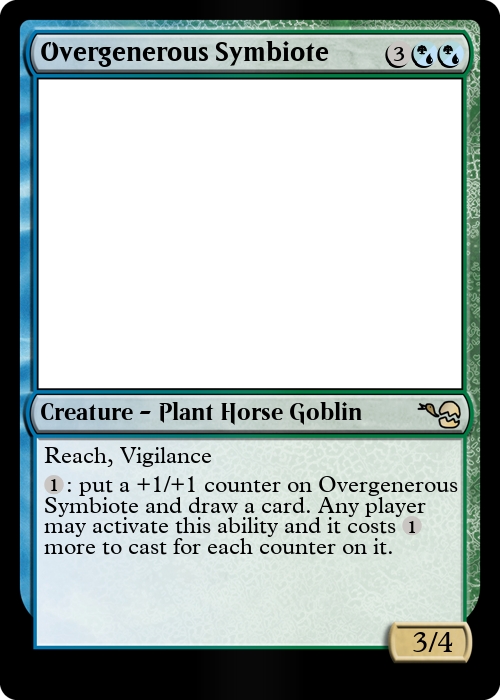 Overgenerous Symbiote 3
Creature – Plant Horse Goblin
Reach, Vigilance
1 : put a +1/+1 counter on Overgenerous
Symbiote and draw a card. Any player
may activate this ability and it costs 1
more to cast for each counter on it.
3/4